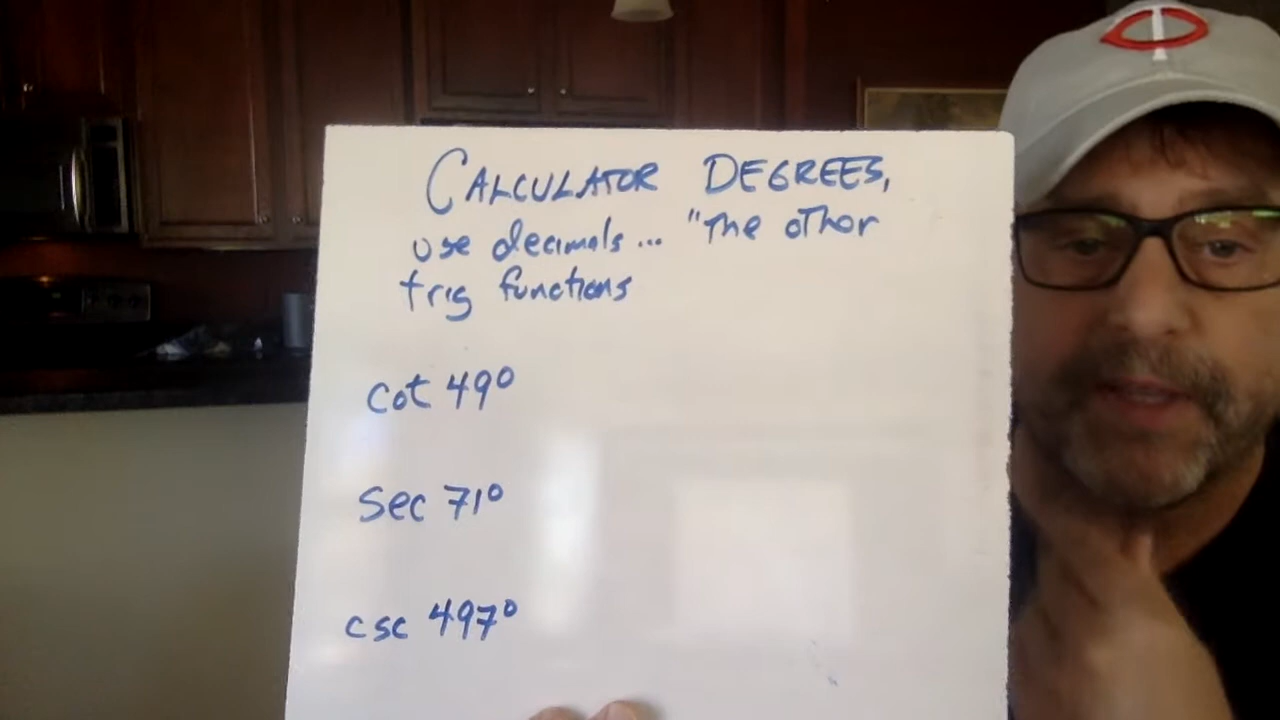 CALCULATOR DEGREES,
use decimals... "The other
trig functions
cot 49°
sec 71°
csc 497°